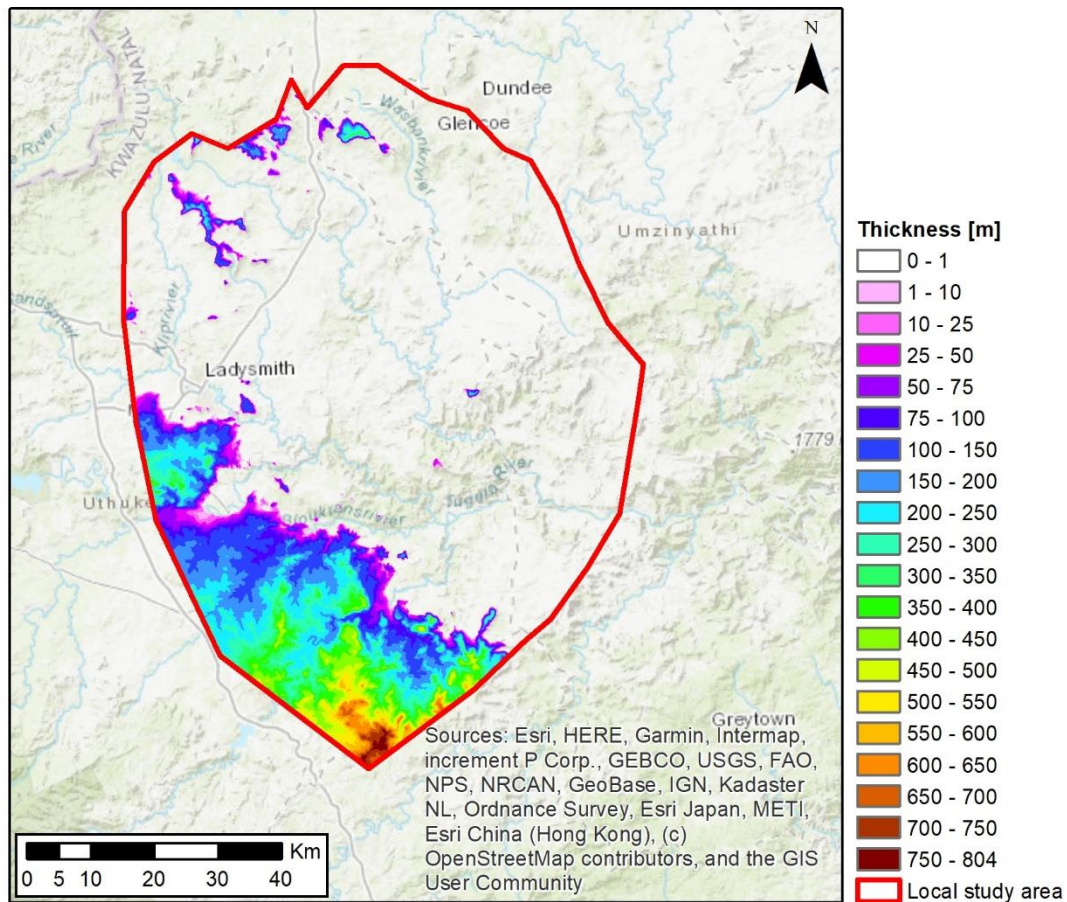 N
Dundee
Glencoe
Wasbankrivier
KWAZULU NATAL
e River
Umzinyathi
andspruit
Kliprivier
Ladysmith
1779
Tugela River
Bloukransrivier
Uthuke
Greytown
Sources: Esri, HERE, Garmin, Intermap,
increment P Corp., GEBCO, USGS, FAO,
NPS, NRCAN, GeoBase, IGN, Kadaster
NL, Ordnance Survey, Esri Japan, METI,
Esri China (Hong Kong), (c)
OpenStreetMap contributors, and the GIS
User Community
Km
0 5 10 20 30 40
Thickness [m]
0 - 1
1 - 10
10 - 25
25 - 50
50 - 75
75 - 100
100 - 150
150 - 200
200 - 250
250 - 300
300 - 350
350 - 400
400 - 450
450 - 500
500 - 550
550 - 600
600 - 650
650 - 700
700 - 750
750 - 804
Local study area